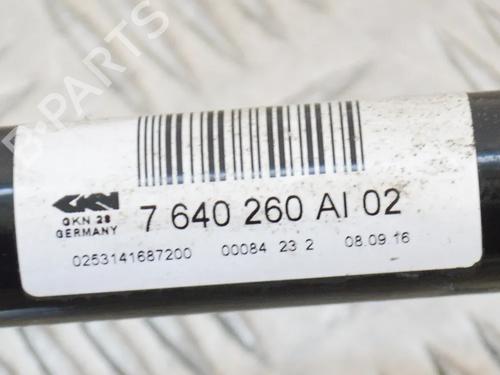 B-PARTS
GKN
GKN 28
GERMANY
7 640 260 AI 02
0253141687200 00084 23 2 08.09.16